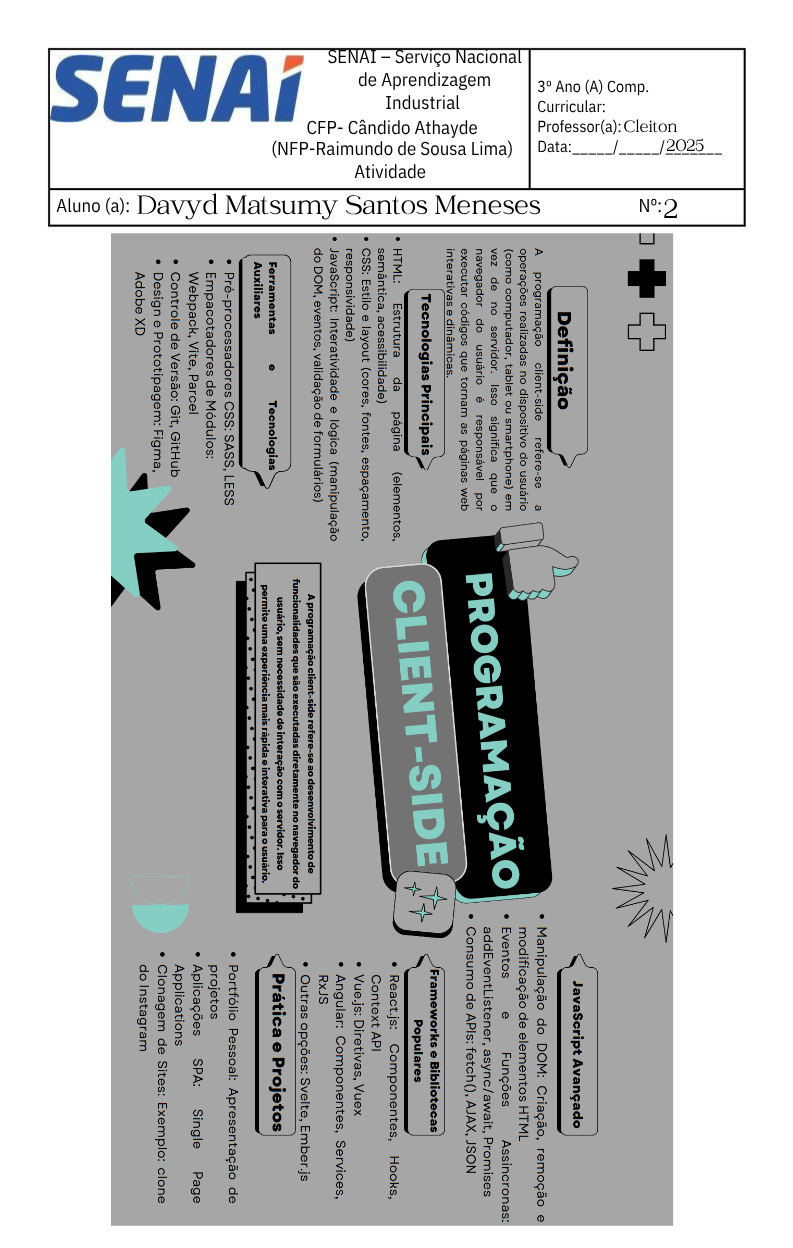 SENAI
SENAI – Serviço Nacional
de Aprendizagem
Industrial
CFP- Cândido Athayde
(NFP-Raimundo de Sousa Lima)
Atividade
3º Ano (A) Comp.
Curricular:
Professor(a): Cleiton
Data:_____/_____/2025
Aluno (a): Davyd Matsumy Santos Meneses
Nº:2
Definição
A programação client-side refere-se a
operações realizadas no dispositivo do usuário
(como computador, tablet ou smartphone) em
vez de no servidor. Isso significa que o
navegador do usuário é responsável por
executar códigos que tornam as páginas web
interativas e dinâmicas.
Tecnologias Principais
• HTML: Estrutura da página (elementos,
semântica, acessibilidade)
• CSS: Estilo e layout (cores, fontes, espaçamento,
responsividade)
• JavaScript: Interatividade e lógica (manipulação
do DOM, eventos, validação de formulários)
Ferramentas e Tecnologias
Auxiliares
• Pré-processadores CSS: SASS, LESS
• Empacotadores de Módulos:
Webpack, Vite, Parcel
• Controle de Versão: Git, GitHub
• Design e Prototipagem: Figma,
Adobe XD
PROGRAMAÇÃO
CLIENT-SIDE
A programação client-side refere-se ao desenvolvimento de
funcionalidades que são executadas diretamente no navegador do
usuário, sem necessidade de interação com o servidor. Isso
permite uma experiência mais rápida e interativa para o usuário.
JavaScript Avançado
• Manipulação do DOM: Criação, remoção e
modificação de elementos HTML
• Eventos e Funções Assíncronas:
addEventListener, async/await, Promises
• Consumo de APIs: fetch(), AJAX, JSON
Frameworks e Bibliotecas
Populares
• React.js: Componentes, Hooks,
Context API
• Vue.js: Diretivas, Vuex
• Angular: Componentes, Services,
RxJS
• Outras opções: Svelte, Ember.js
Prática e Projetos
• Portfólio Pessoal: Apresentação de
projetos
• Aplicações SPA: Single Page
Applications
• Clonagem de Sites: Exemplo: clone
do Instagram